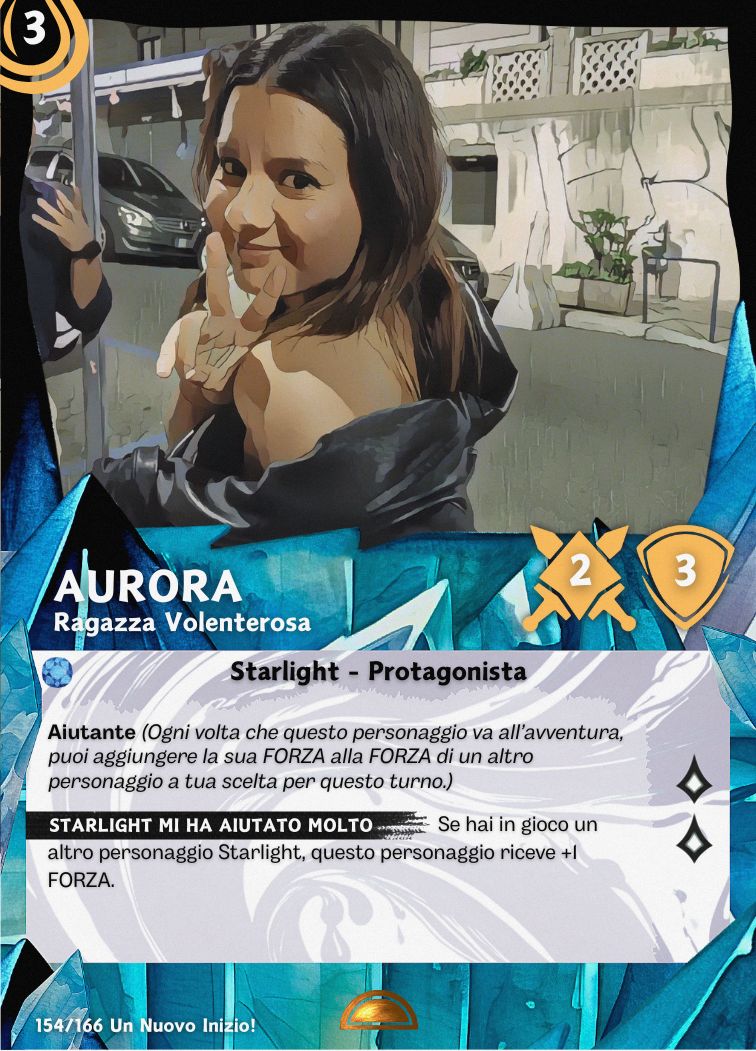 3
AURORA
Ragazza Volenterosa
2
3
Starlight - Protagonista
Aiutante (Ogni volta che questo personaggio va all'avventura,
puoi aggiungere la sua FORZA alla FORZA di un altro
personaggio a tua scelta per questo turno.)
STARLIGHT MI HA AIUTATO MOLTO Se hai in gioco un
altro personaggio Starlight, questo personaggio riceve +1
FORZA.
154/166 Un Nuovo Inizio!